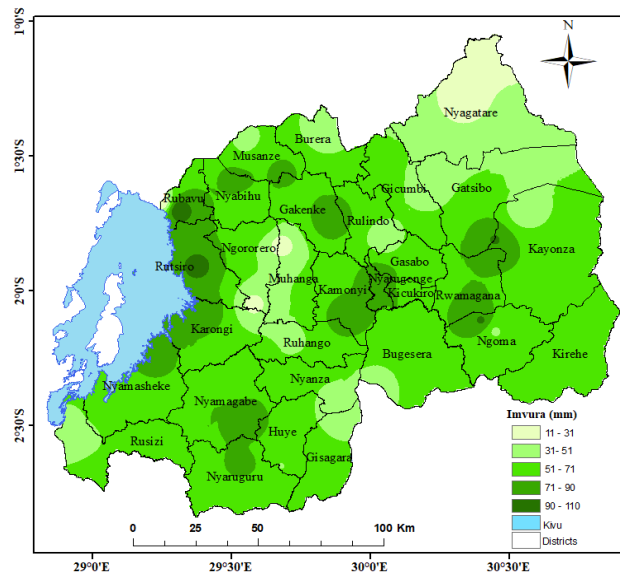 1°0'S
N
Nyagatare
Burera
1°30'S
Musanze
Gicumbi
Gatsibo
Rubavu
Nyabihu
Gakenke
Rulindo
Ngororero
Gasabo
Kayonza
Rutsiro
Muhanga
Nyarugenge
2°0'S
Kamonyi
Kicukiro
Rwamagana
Karongi
Ruhango
Bugesera
Ngoma
Kirehe
Nyamasheke
Nyanza
Nyamagabe
2°30'S
Rusizi
Huye
Gisagara
Nyaruguru
Imvura (mm)
11 - 31
31- 51
51 - 71
71 - 90
90 - 110
Kivu
Districts
0 25 50 100 Km
29°0'E 29°30'E 30°0'E 30°30'E